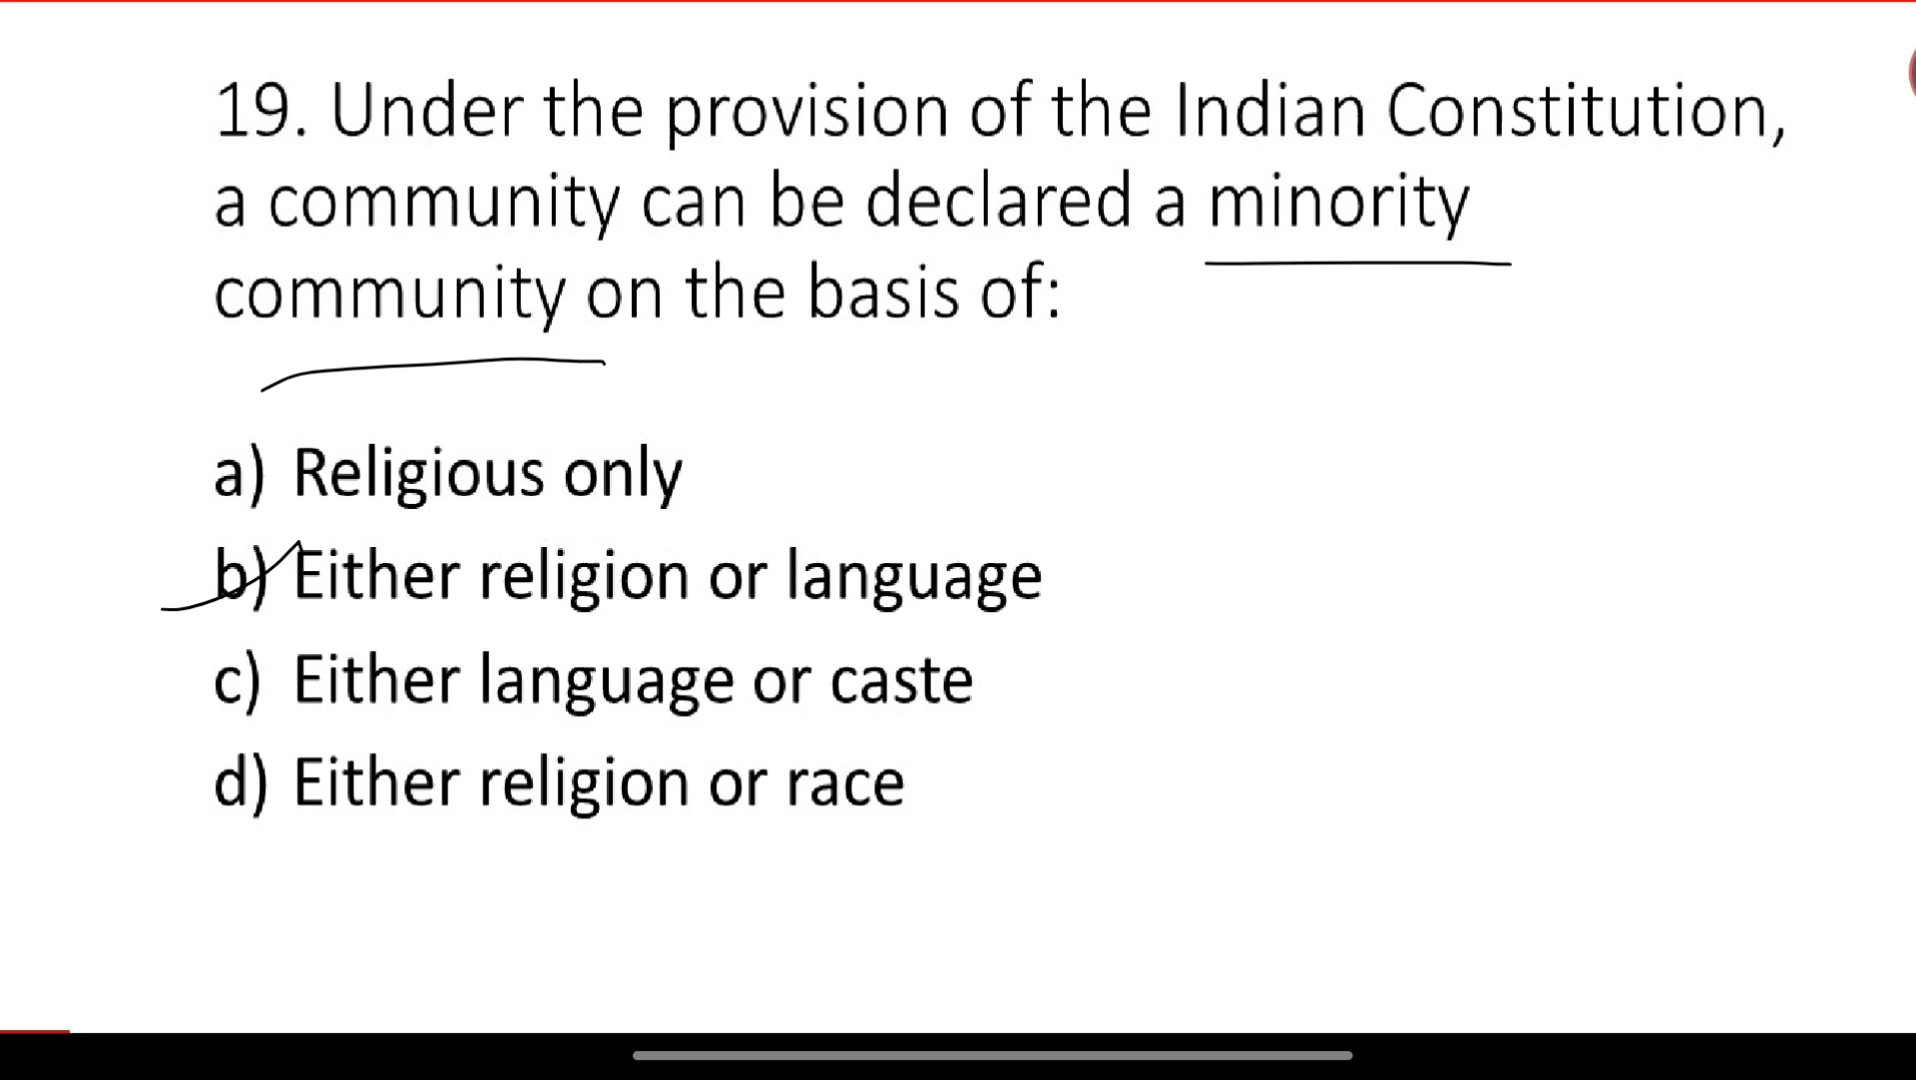 19. Under the provision of the Indian Constitution,
a community can be declared a minority
community on the basis of:
a) Religious only
b) Either religion or language
c) Either language or caste
d) Either religion or race